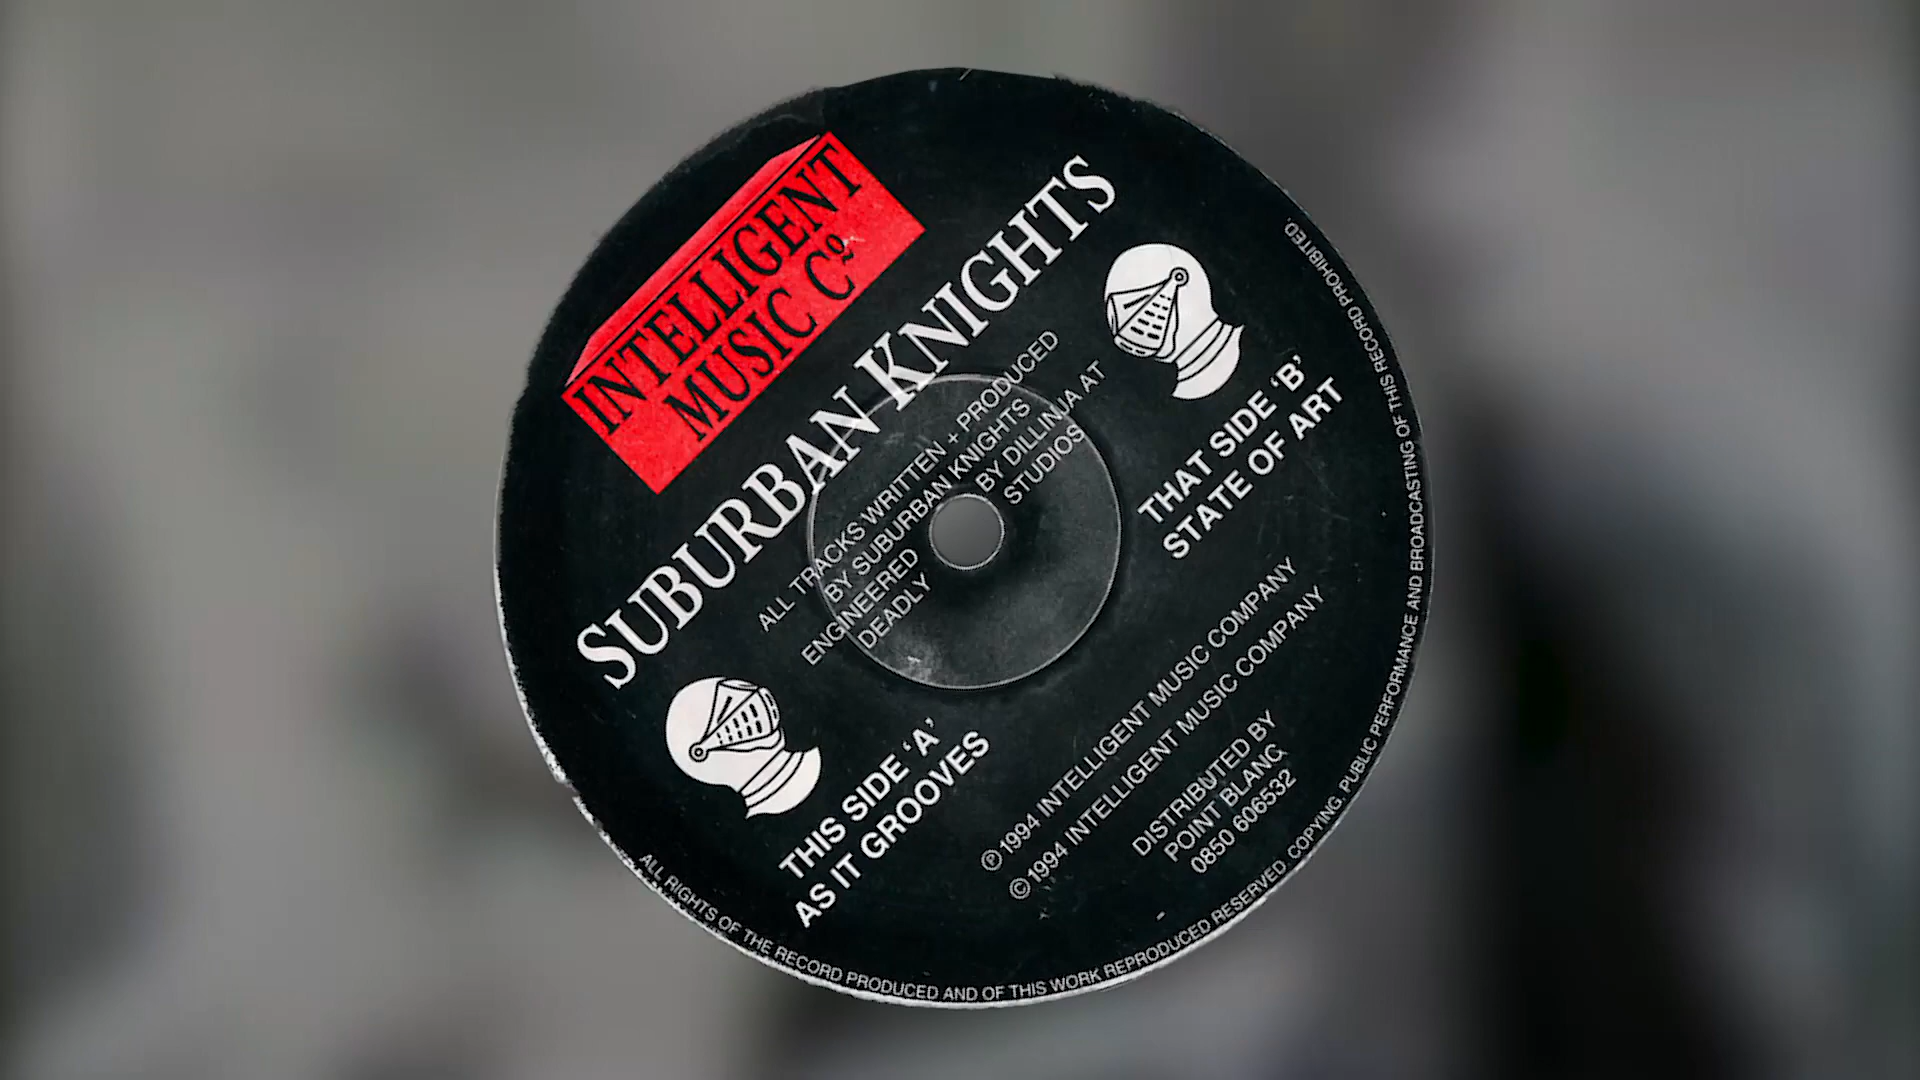 INTELLIGENT
MUSIC Cº
SUBURBAN KNIGHTS
ALL TRACKS WRITTEN + PRODUCED
BY SUBURBAN KNIGHTS
ENGINEERED BY DILLINJA AT
DEADLY STUDIOS
THIS SIDE ‘A’
AS IT GROOVES
THAT SIDE ‘B’
STATE OF ART
℗ 1994 INTELLIGENT MUSIC COMPANY
© 1994 INTELLIGENT MUSIC COMPANY
DISTRIBUTED BY
POINT BLANC
0850 606532
ALL RIGHTS OF THE RECORD PRODUCED AND OF THIS WORK REPRODUCED RESERVED. COPYING, PUBLIC PERFORMANCE AND BROADCASTING OF THIS RECORD PROHIBITED.